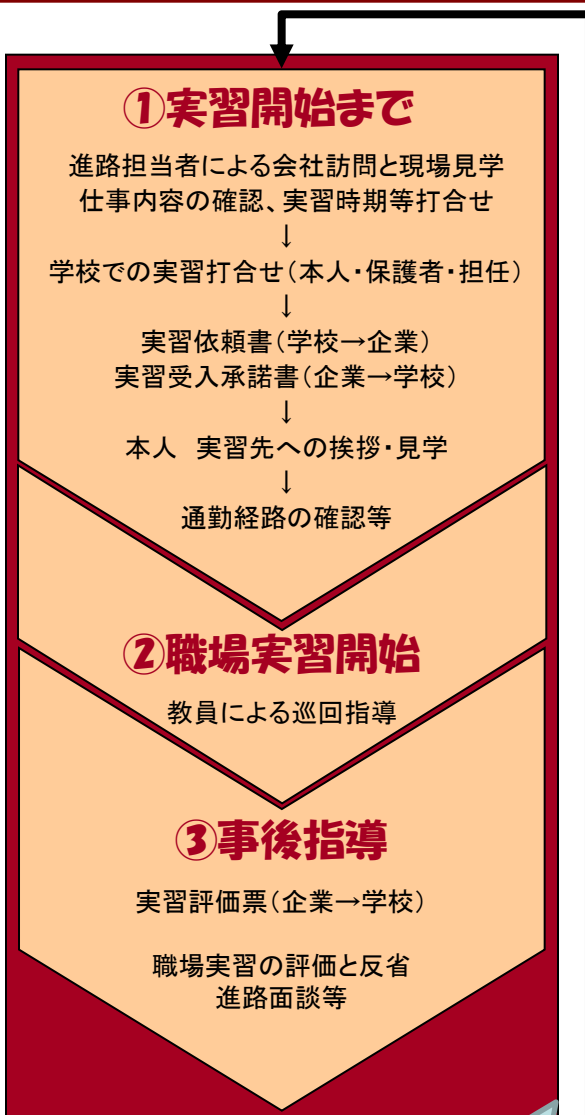 ①実習開始まで
進路担当者による会社訪問と現場見学
仕事内容の確認、実習時期等打合せ
↓
学校での実習打合せ(本人・保護者・担任)
↓
実習依頼書(学校→企業)
実習受入承諾書(企業→学校)
↓
本人　実習先への挨拶・見学
↓
通勤経路の確認等
②職場実習開始
教員による巡回指導
③事後指導
実習評価票(企業→学校)
職場実習の評価と反省
進路面談等